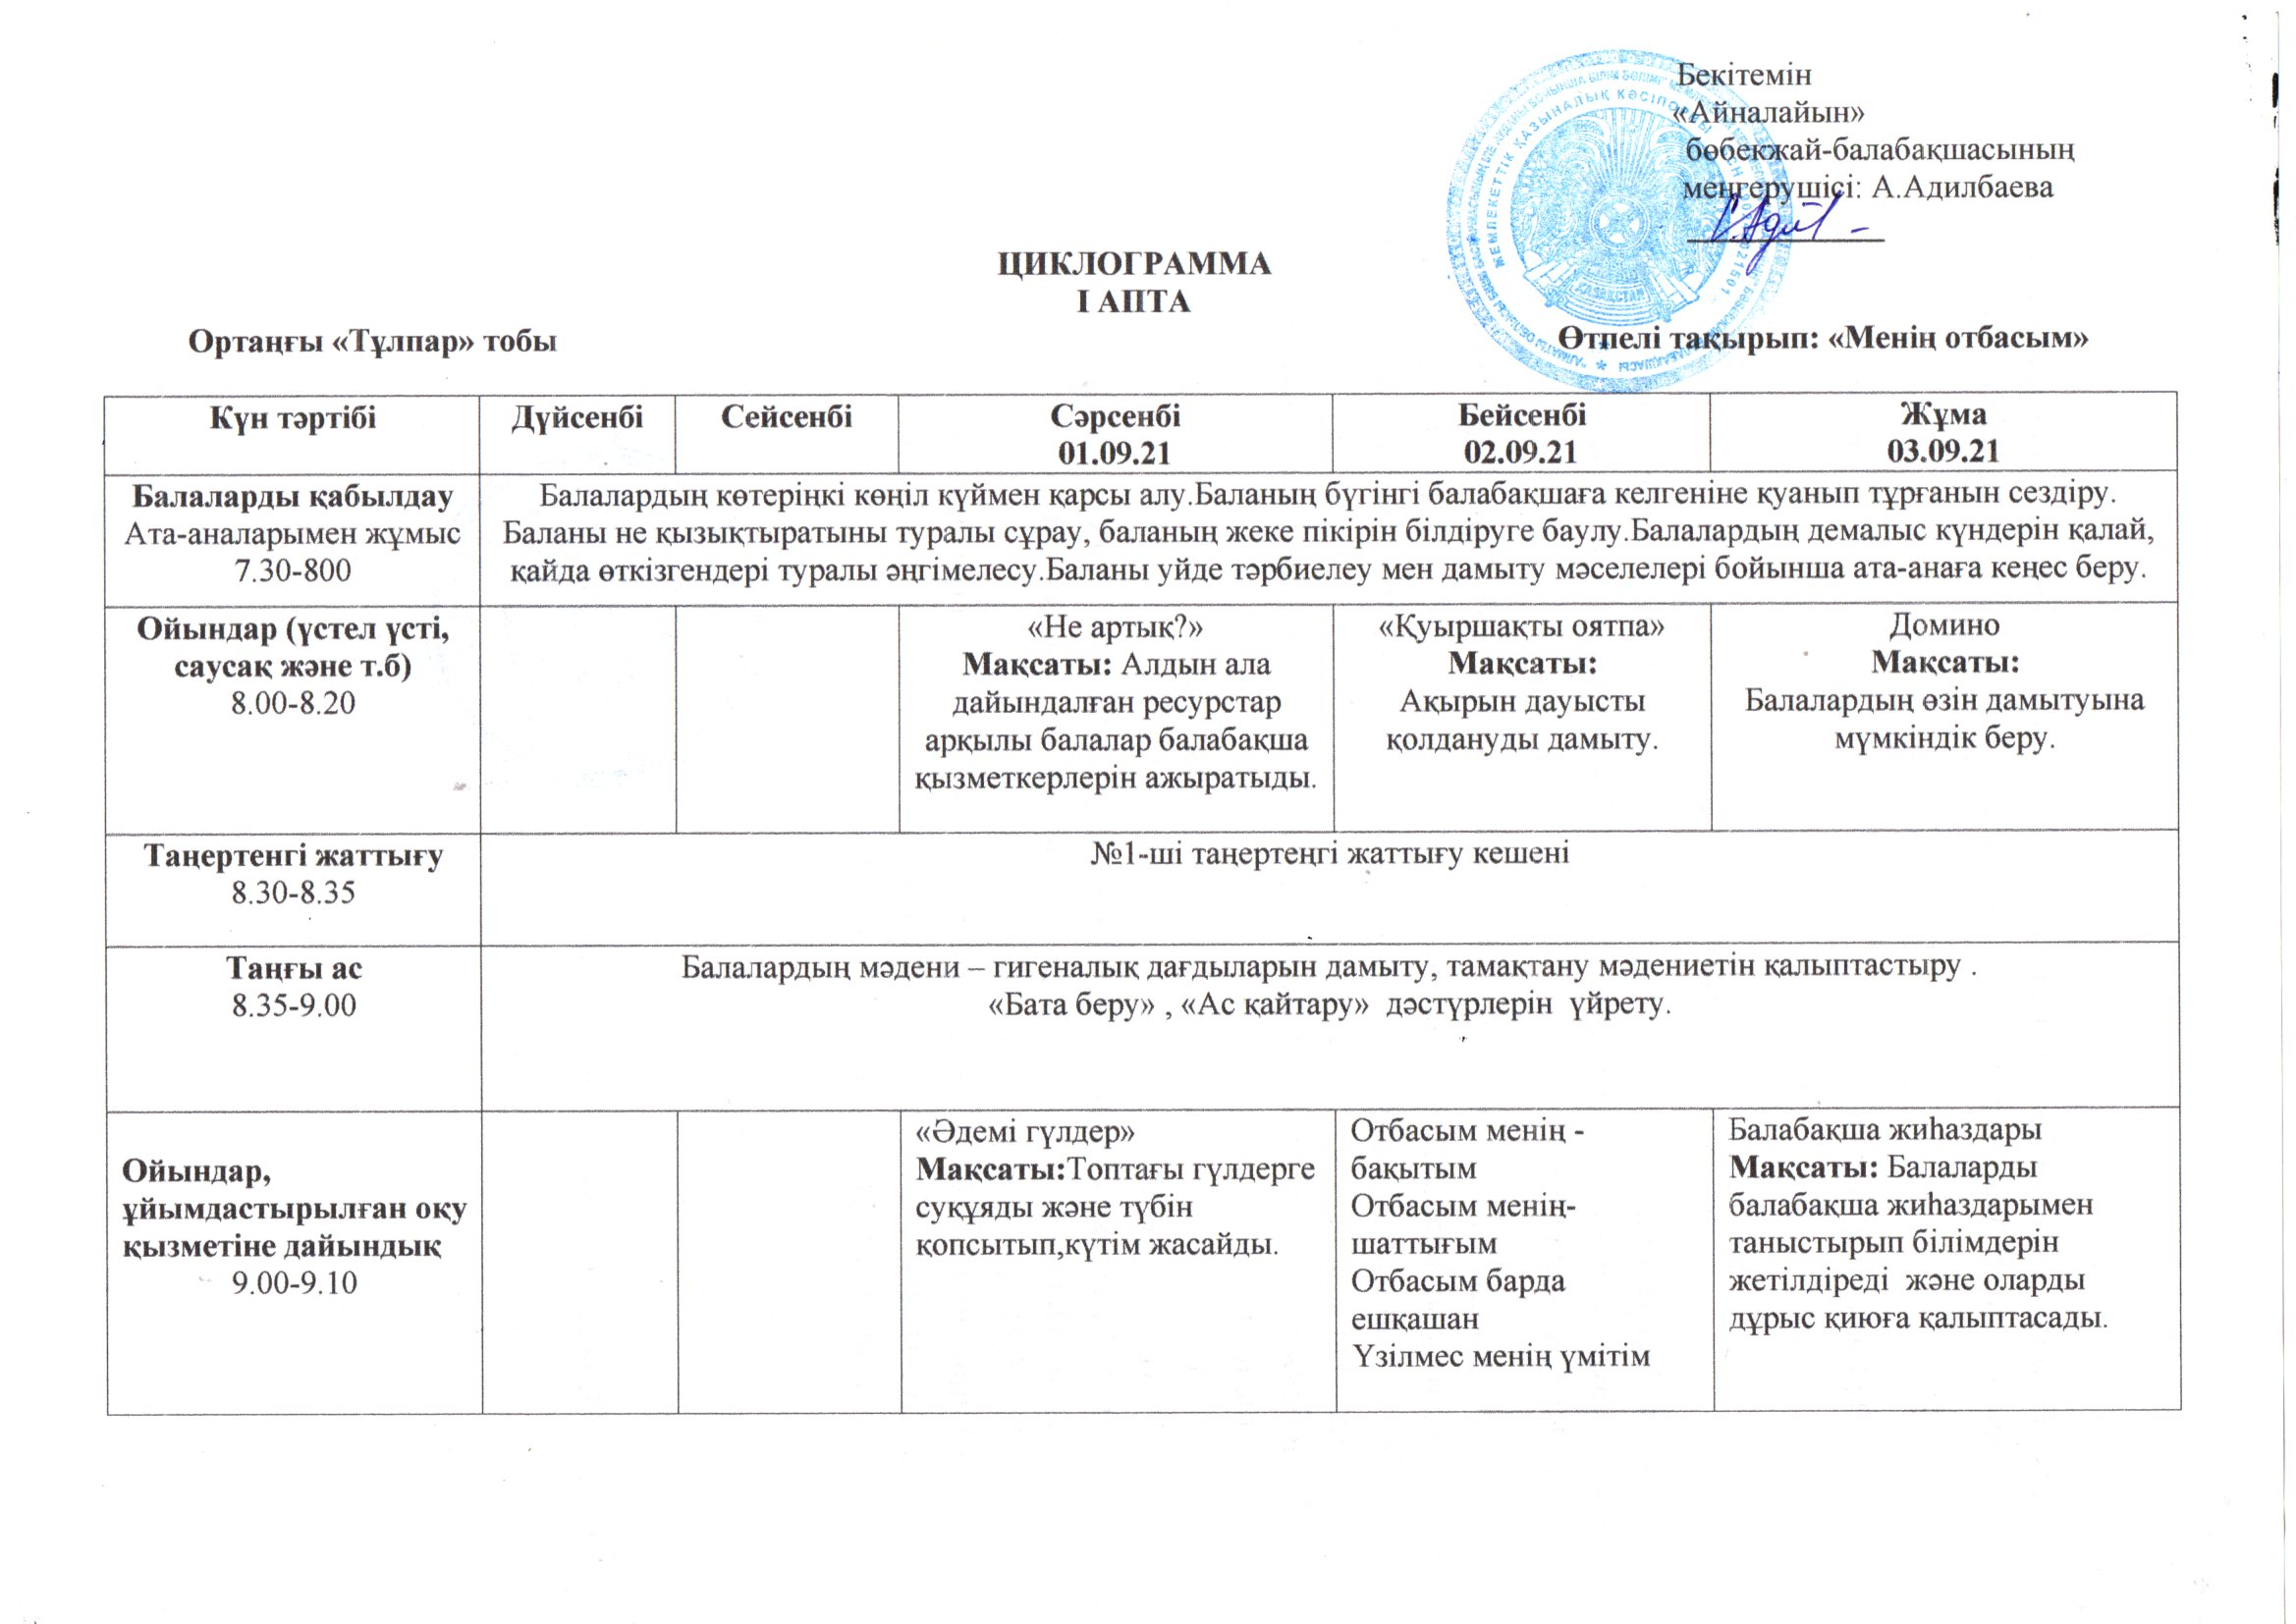 Бекітемін
«Айналайын»
бөбекжай-балабақшасының
меңгерушісі: А.Адилбаева
МЕМЛЕКЕТТІК ҚАЗЫНАЛЫҚ КӘСІПОРНЫ
ҚАЗАҚСТАН
ЦИКЛОГРАММА
I АПТА
Ортаңғы «Тұлпар» тобы
Өтпелі тақырып: «Менің отбасым»
Күн тәртібі
Дүйсенбі
Сейсенбі
Сәрсенбі
01.09.21
Бейсенбі
02.09.21
Жұма
03.09.21
Балаларды қабылдау
Ата-аналарымен жұмыс
7.30-800
Балалардың көтеріңкі көңіл күймен қарсы алу.Баланың бүгінгі балабақшаға келгеніне қуанып тұрғанын сездіру.
Баланы не қызықтыратыны туралы сұрау, баланың жеке пікірін білдіруге баулу.Балалардың демалыс күндерін қалай,
қайда өткізгендері туралы әңгімелесу.Баланы уйде тәрбиелеу мен дамыту мәселелері бойынша ата-анаға кеңес беру.
Ойындар (үстел үсті,
саусақ және т.б)
8.00-8.20
«Не артық?»
Мақсаты: Алдын ала
дайындалған ресурстар
арқылы балалар балабақша
қызметкерлерін ажыратыды.
«Қуыршақты оятпа»
Мақсаты:
Ақырын дауысты
қолдануды дамыту.
Домино
Мақсаты:
Балалардың өзін дамытуына
мүмкіндік беру.
Таңертенгі жаттығу
8.30-8.35
№1-ші таңертеңгі жаттығу кешені
Таңғы ас
8.35-9.00
Балалардың мәдени – гигеналық дағдыларын дамыту, тамақтану мәдениетін қалыптастыру .
«Бата беру» , «Ас қайтару» дәстүрлерін үйрету.
Ойындар,
ұйымдастырылған оқу
қызметіне дайындық
9.00-9.10
«Әдемі гүлдер»
Мақсаты:Топтағы гүлдерге
суқұяды және түбін
қопсытып,күтім жасайды.
Отбасым менің -
бақытым
Отбасым менің-
шаттығым
Отбасым барда
ешқашан
Үзілмес менің үмітім
Балабақша жиһаздары
Мақсаты: Балаларды
балабақша жиһаздарымен
таныстырып білімдерін
жетілдіреді және оларды
дұрыс қиюға қалыптасады.